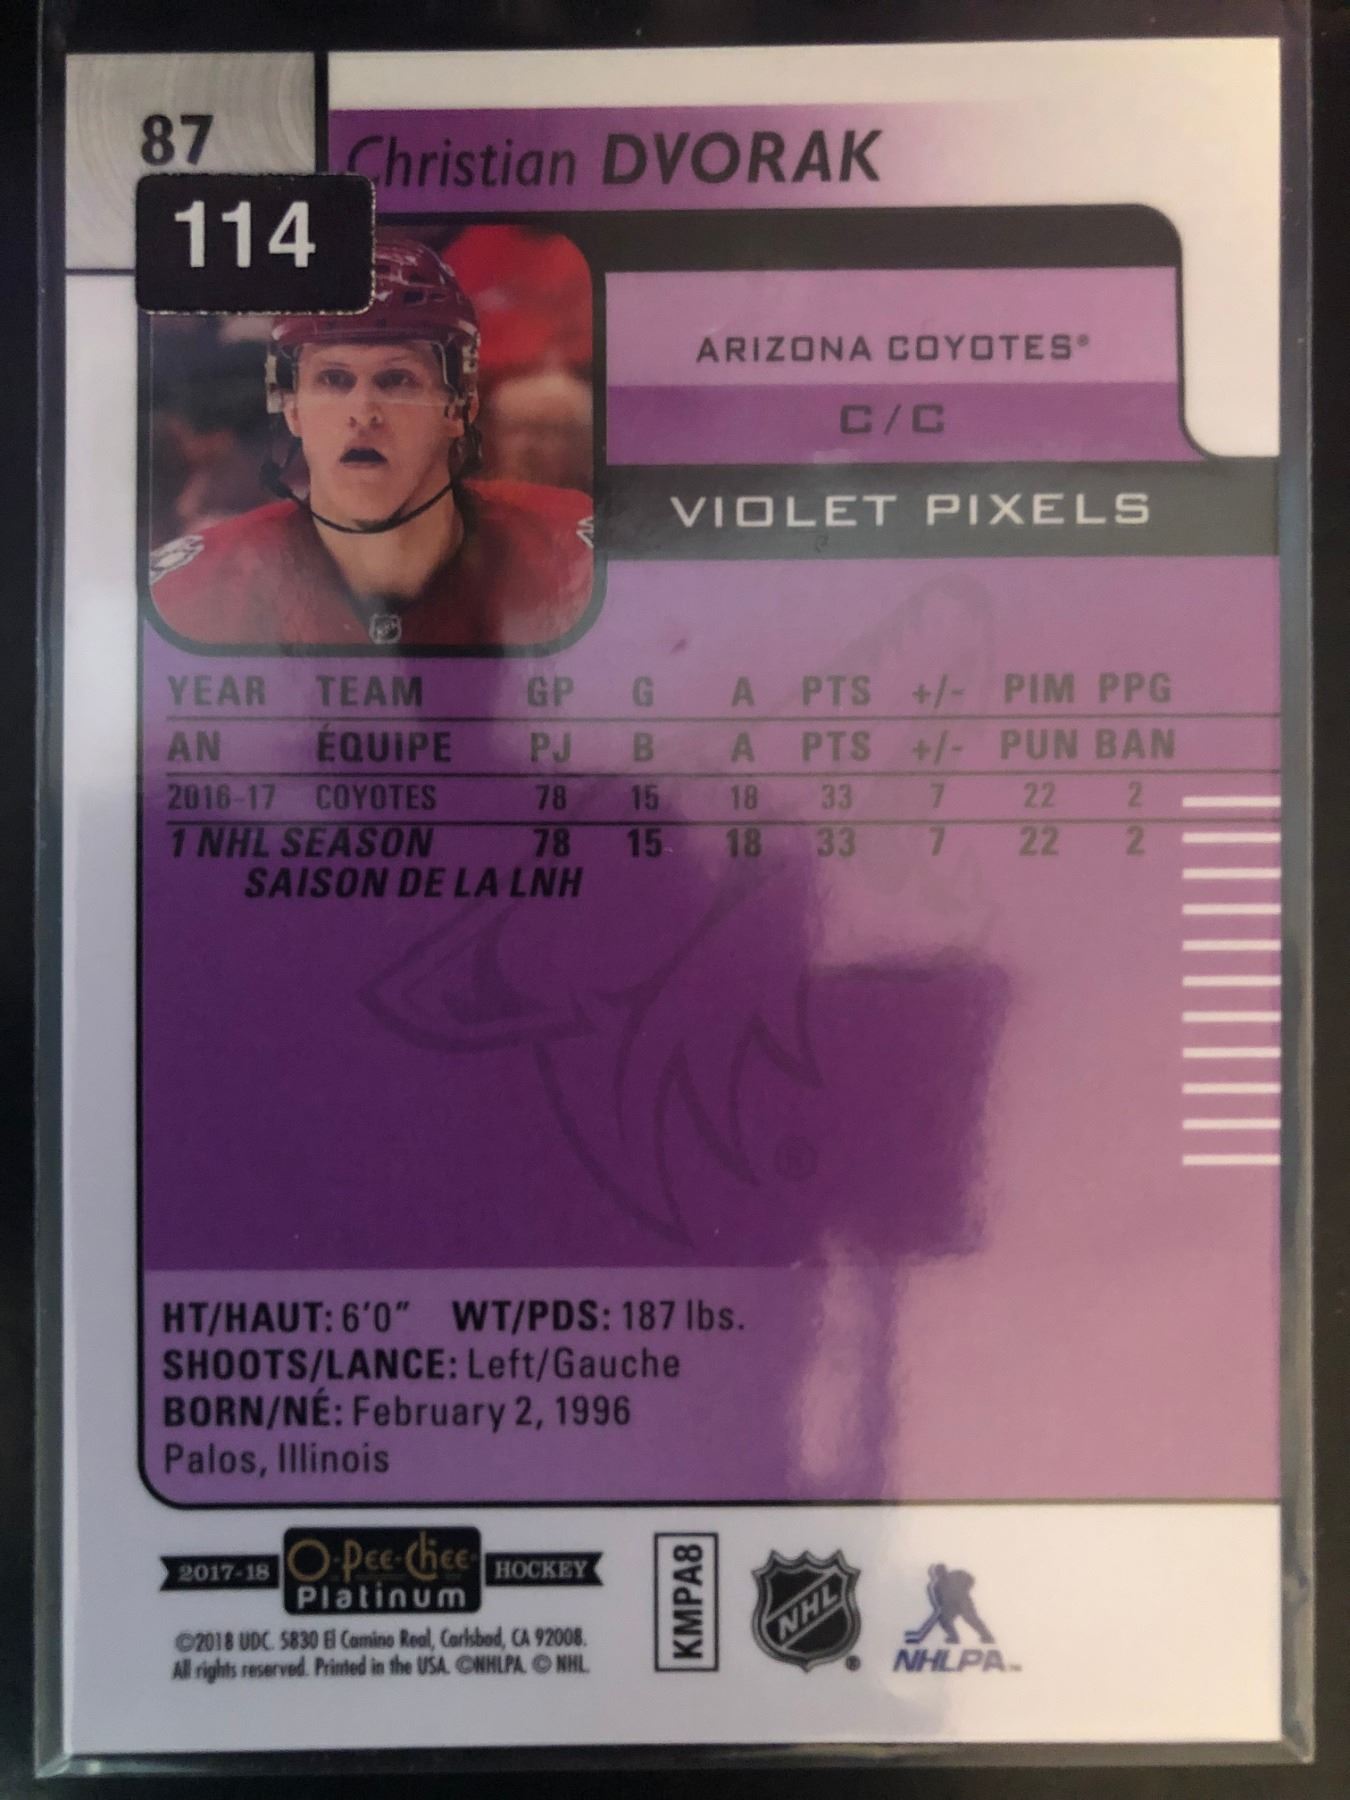 87
114
Christian DVORAK
ARIZONA COYOTES®
C/C
VIOLET PIXELS
YEAR TEAM GP G A PTS +/- PIM PPG
AN ÉQUIPE PJ B A PTS +/- PUN BAN
2016-17 COYOTES 78 15 18 33 7 22 2
1 NHL SEASON 78 15 18 33 7 22 2
SAISON DE LA LNH
®
HT/HAUT: 6'0" WT/PDS: 187 lbs.
SHOOTS/LANCE: Left/Gauche
BORN/NÉ: February 2, 1996
Palos, Illinois
2017-18 O-Pee-Chee Platinum HOCKEY
©2018 UDC. 5830 El Camino Real, Carlsbad, CA 92008.
All rights reserved. Printed in the USA. ©NHLPA. © NHL.
KMPA8
NHL ®
NHLPA™